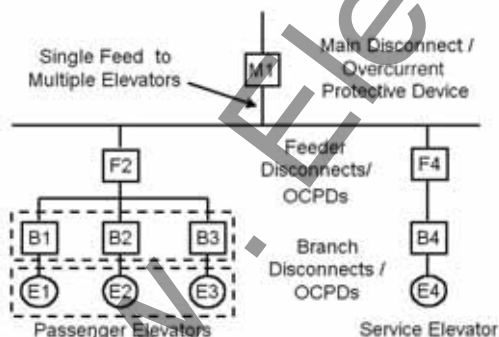 Single Feed to
Multiple Elevators
M1
Main Disconnect /
Overcurrent
Protective Device
F2
Feeder
Disconnects/
OCPDs
F4
B1
B2
B3
Branch
Disconnects /
OCPDs
B4
E1
E2
E3
E4
Passenger Elevators
Service Elevator